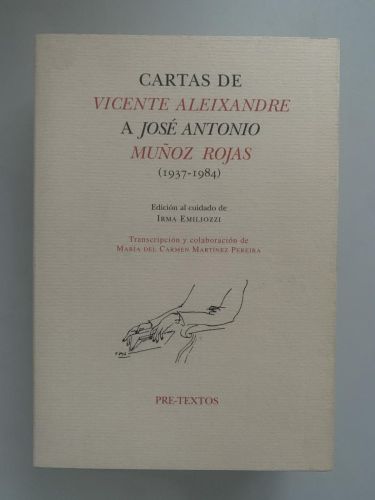 CARTAS DE
VICENTE ALEIXANDRE
A JOSÉ ANTONIO
MUÑOZ ROJAS
(1937-1984)
Edición al cuidado de
IRMA EMILIOZZI
Transcripción y colaboración de
MARÍA DEL CARMEN MARTÍNEZ PEREIRA
PRE-TEXTOS